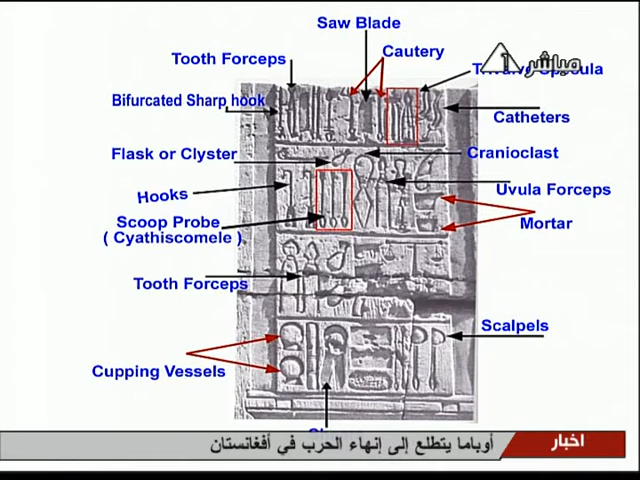 Saw Blade
Cautery
مباشر
Tooth Forceps
Bifurcated Sharp hook
Catheters
Flask or Clyster
Cranioclast
Hooks
Uvula Forceps
Scoop Probe
( Cyathiscomele )
Mortar
Tooth Forceps
Scalpels
Cupping Vessels
اخبار
أوباما يتطلع إلى إنهاء الحرب في أفغانستان